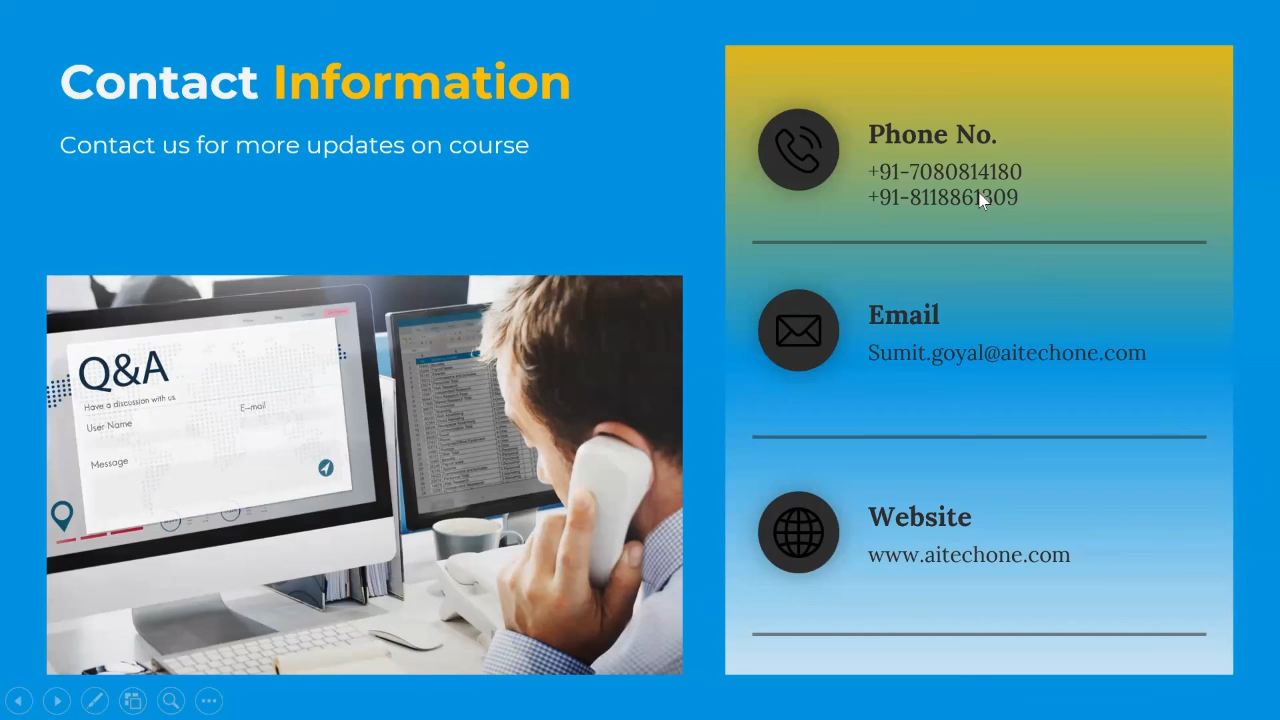 Contact Information
Contact us for more updates on course
Phone No.
+91-7080814180
+91-8118861309
Email
Sumit.goyal@aitechone.com
Website
www.aitechone.com
Q&A
Have a discussion with us
User Name
E-mail
Message